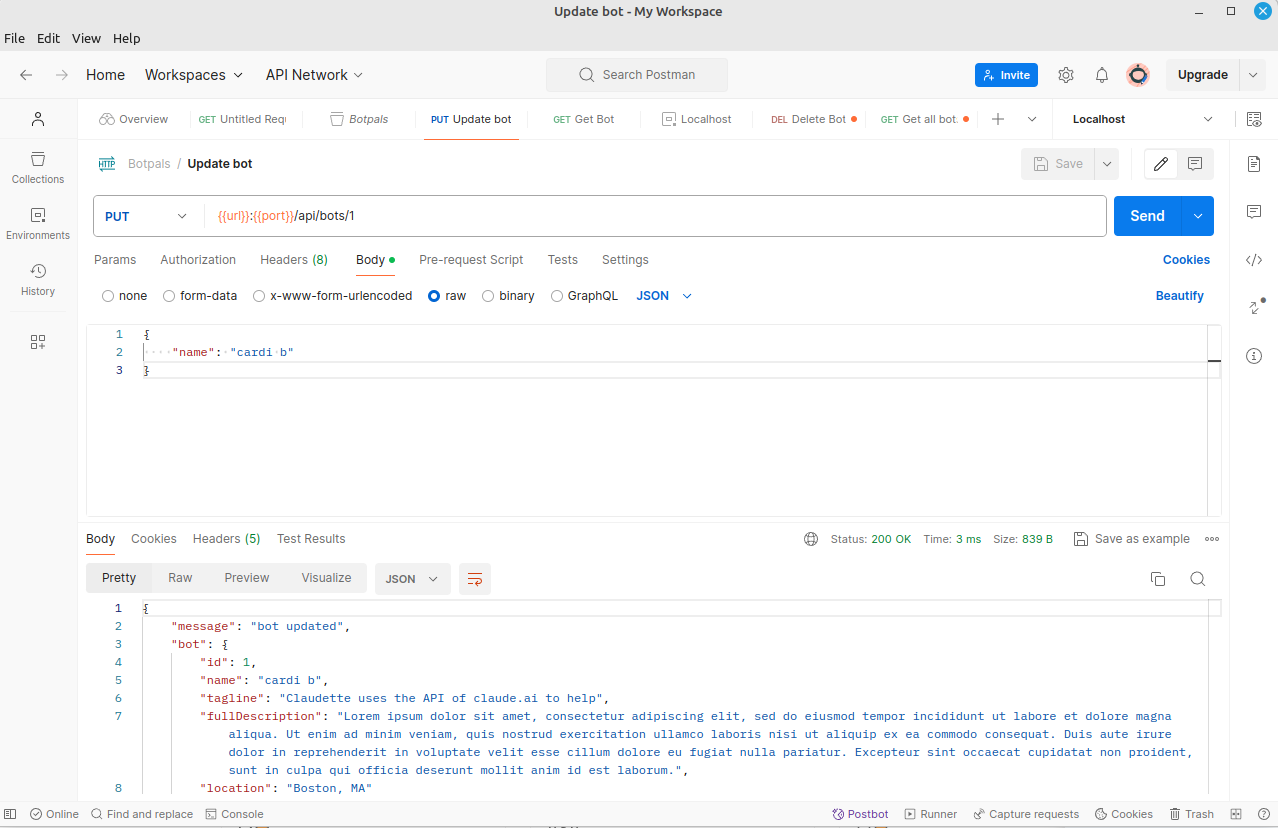 Update bot - My Workspace
File Edit View Help
Home Workspaces API Network Search Postman Invite Upgrade
Overview GET Untitled Requ Botpals PUT Update bot GET Get Bot Localhost DEL Delete Bot GET Get all bot. Localhost
Botpals / Update bot Save
PUT {{url}}:{{port}}/api/bots/1 Send
Params Authorization Headers (8) Body Pre-request Script Tests Settings Cookies
none form-data x-www-form-urlencoded raw binary GraphQL JSON Beautify
Collections
Environments
History
1 {
2 "name": "cardi b"
3 }
Body Cookies Headers (5) Test Results Status: 200 OK Time: 3 ms Size: 839 B Save as example
Pretty Raw Preview Visualize JSON
1 {
2 "message": "bot updated",
3 "bot": {
4 "id": 1,
5 "name": "cardi b",
6 "tagline": "Claudette uses the API of claude.ai to help",
7 "fullDescription": "Lorem ipsum dolor sit amet, consectetur adipiscing elit, sed do eiusmod tempor incididunt ut labore et dolore magna
aliqua. Ut enim ad minim veniam, quis nostrud exercitation ullamco laboris nisi ut aliquip ex ea commodo consequat. Duis aute irure
dolor in reprehenderit in voluptate velit esse cillum dolore eu fugiat nulla pariatur. Excepteur sint occaecat cupidatat non proident,
sunt in culpa qui officia deserunt mollit anim id est laborum.",
8 "location": "Boston, MA"
Online Find and replace Console Postbot Runner Capture requests Cookies Trash